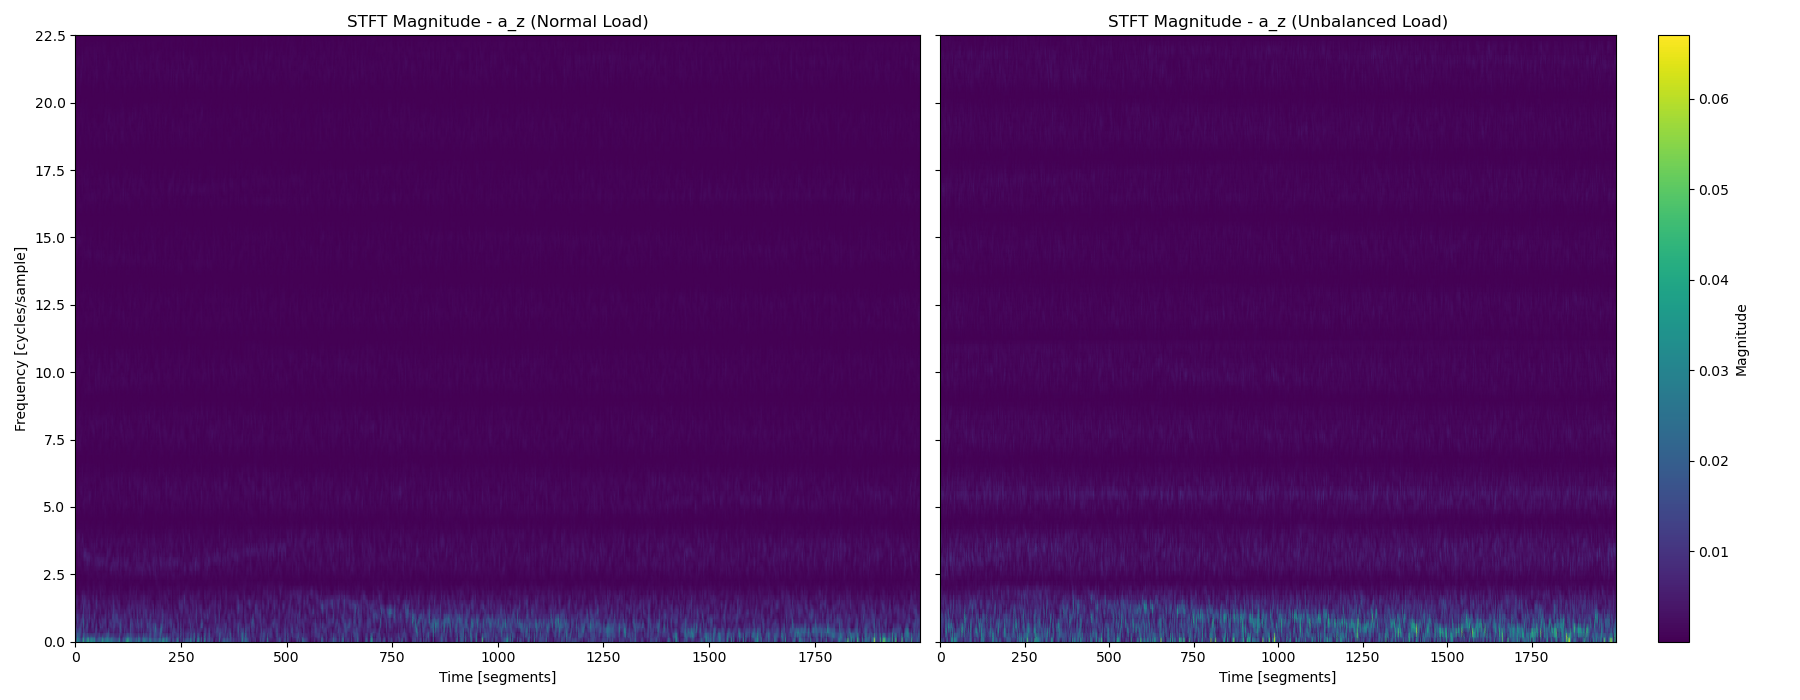 STFT Magnitude - a_z (Normal Load)
STFT Magnitude - a_z (Unbalanced Load)
22.5
20.0
17.5
15.0
12.5
10.0
7.5
5.0
2.5
0.0
Frequency [cycles/sample]
0 250 500 750 1000 1250 1500 1750
Time [segments]
0 250 500 750 1000 1250 1500 1750
Time [segments]
0.06
0.05
0.04
0.03
0.02
0.01
Magnitude